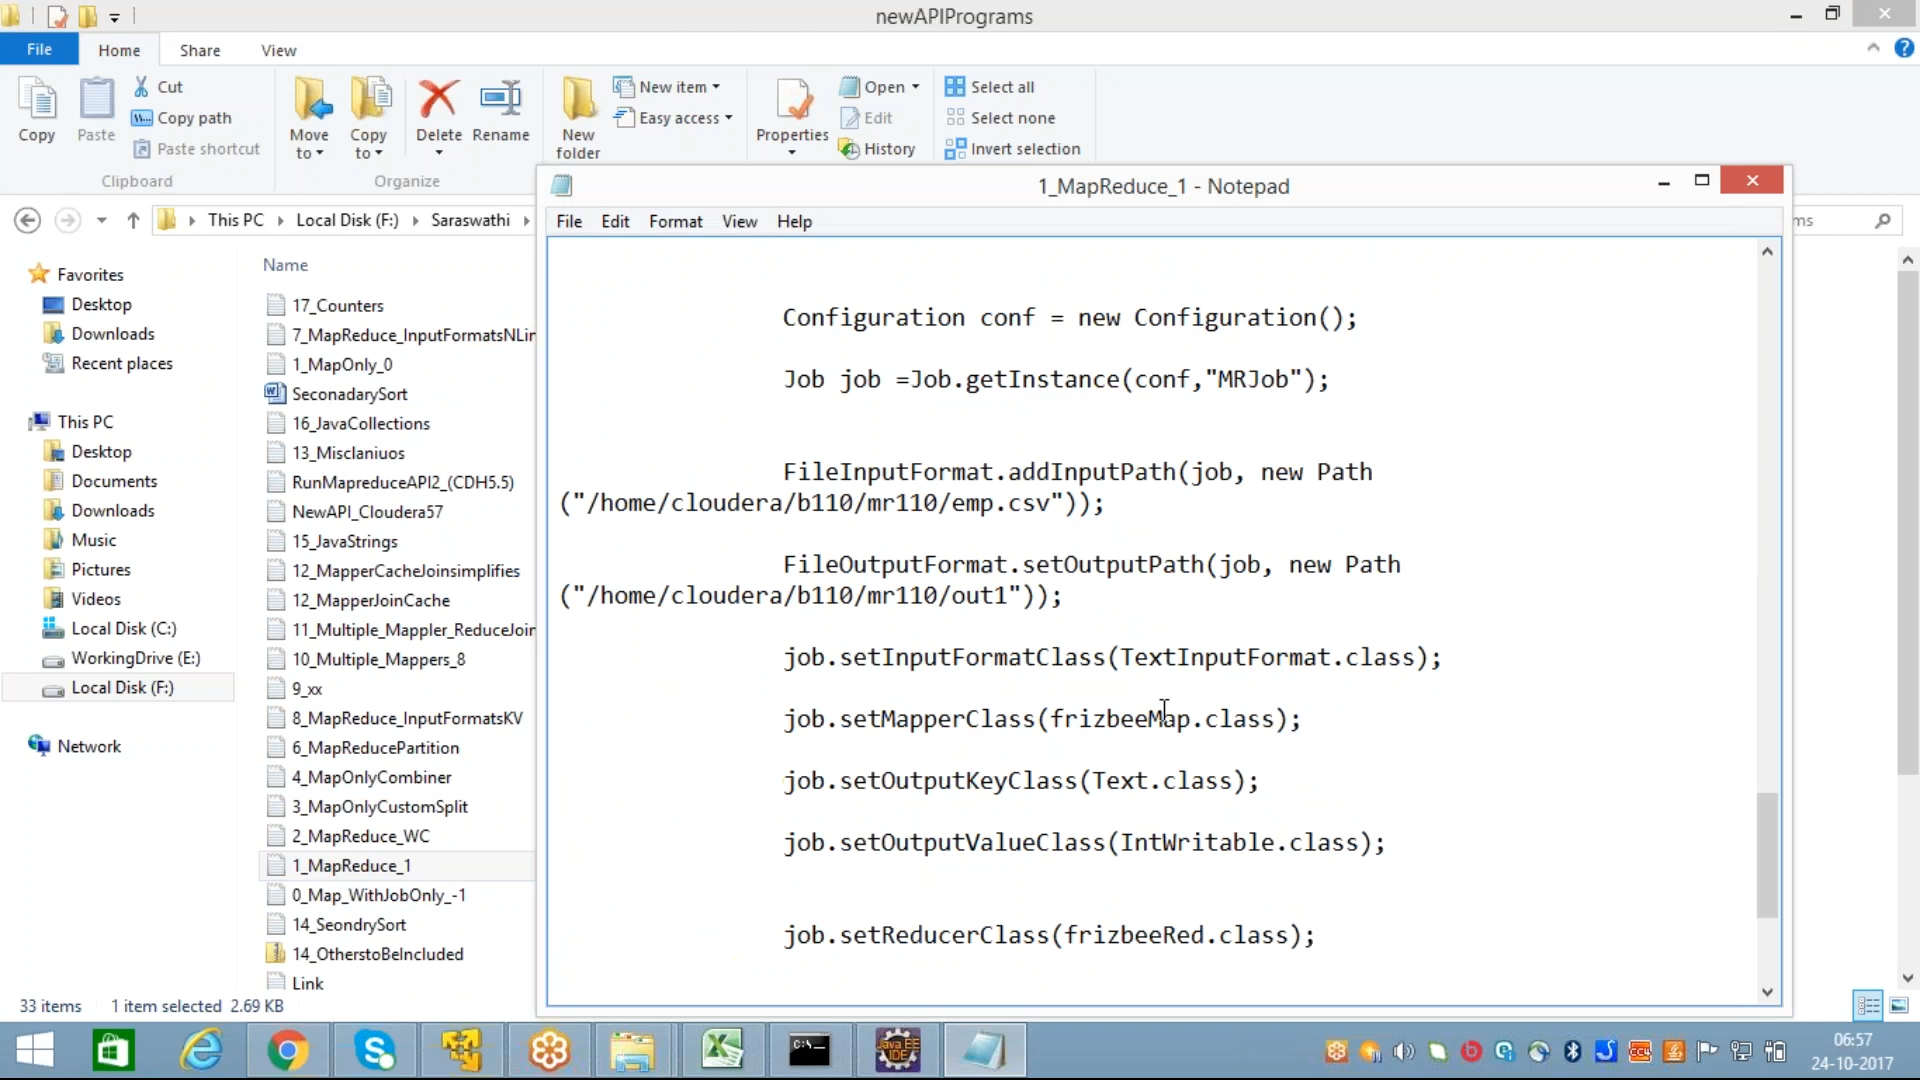 newAPIPrograms
File
Home
Share
View
Copy
Paste
Cut
Copy path
Paste shortcut
Clipboard
Move to
Copy to
Delete
Rename
Organize
New folder
New item
Easy access
Properties
Open
Edit
History
Select all
Select none
Invert selection
This PC
Local Disk (F:)
Saraswathi
ms
Favorites
Desktop
Downloads
Recent places
This PC
Desktop
Documents
Downloads
Music
Pictures
Videos
Local Disk (C:)
WorkingDrive (E:)
Local Disk (F:)
Network
Name
17_Counters
7_MapReduce_InputFormatsNLin
1_MapOnly_0
SeconadarySort
16_JavaCollections
13_Misclaniuos
RunMapreduceAPI2_(CDH5.5)
NewAPI_Cloudera57
15_JavaStrings
12_MapperCacheJoinsimplifies
12_MapperJoinCache
11_Multiple_Mappler_ReduceJoin
10_Multiple_Mappers_8
9_xx
8_MapReduce_InputFormatsKV
6_MapReducePartition
4_MapOnlyCombiner
3_MapOnlyCustomSplit
2_MapReduce_WC
1_MapReduce_1
0_Map_WithJobOnly_-1
14_SeondrySort
14_OtherstoBeIncluded
Link
33 items 1 item selected 2.69 KB
1_MapReduce_1 - Notepad
File Edit Format View Help
Configuration conf = new Configuration();
Job job =Job.getInstance(conf,"MRJob");
FileInputFormat.addInputPath(job, new Path
("/home/cloudera/b110/mr110/emp.csv"));
FileOutputFormat.setOutputPath(job, new Path
("/home/cloudera/b110/mr110/out1"));
job.setInputFormatClass(TextInputFormat.class);
job.setMapperClass(frizbeeMap.class);
job.setOutputKeyClass(Text.class);
job.setOutputValueClass(IntWritable.class);
job.setReducerClass(frizbeeRed.class);
Java EE
IDE
06:57
24-10-2017